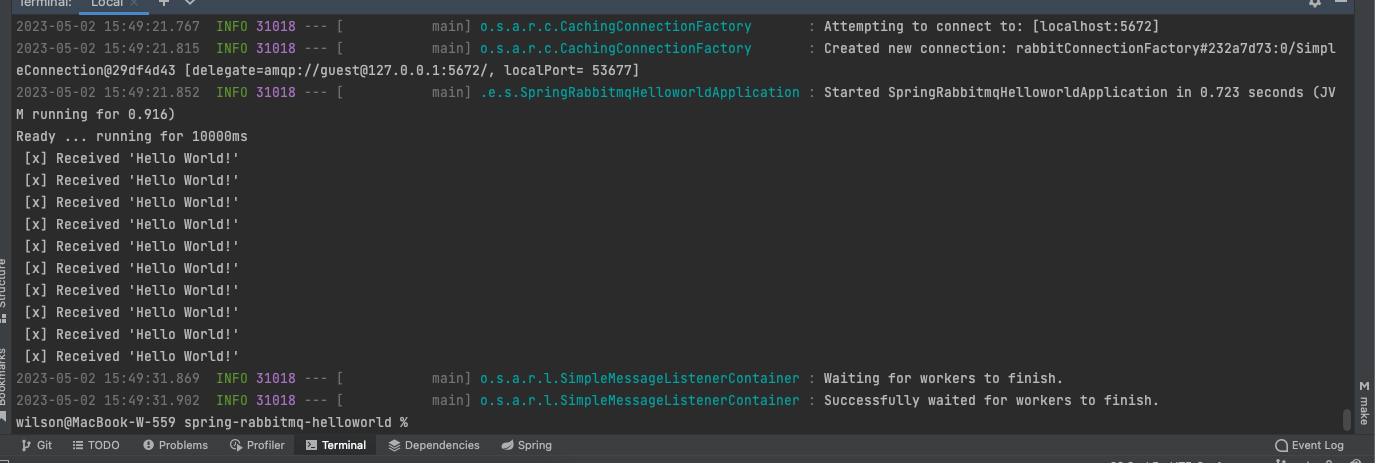 Terminal: Local × +
2023-05-02 15:49:21.767  INFO 31018 --- [           main] o.s.a.r.c.CachingConnectionFactory       : Attempting to connect to: [localhost:5672]
2023-05-02 15:49:21.815  INFO 31018 --- [           main] o.s.a.r.c.CachingConnectionFactory       : Created new connection: rabbitConnectionFactory#232a7d73:0/Simpl
eConnection@29df4d43 [delegate=amqp://guest@127.0.0.1:5672/, localPort= 53677]
2023-05-02 15:49:21.852  INFO 31018 --- [           main] .e.s.SpringRabbitmqHelloworldApplication : Started SpringRabbitmqHelloworldApplication in 0.723 seconds (JV
M running for 0.916)
Ready ... running for 10000ms
[x] Received 'Hello World!'
[x] Received 'Hello World!'
[x] Received 'Hello World!'
[x] Received 'Hello World!'
[x] Received 'Hello World!'
[x] Received 'Hello World!'
[x] Received 'Hello World!'
[x] Received 'Hello World!'
[x] Received 'Hello World!'
[x] Received 'Hello World!'
2023-05-02 15:49:31.869  INFO 31018 --- [           main] o.s.a.r.l.SimpleMessageListenerContainer : Waiting for workers to finish.
2023-05-02 15:49:31.902  INFO 31018 --- [           main] o.s.a.r.l.SimpleMessageListenerContainer : Successfully waited for workers to finish.
wilson@MacBook-W-559 spring-rabbitmq-helloworld %
Structure
Bookmarks
M make
Git TODO Problems Profiler Terminal Dependencies Spring Event Log